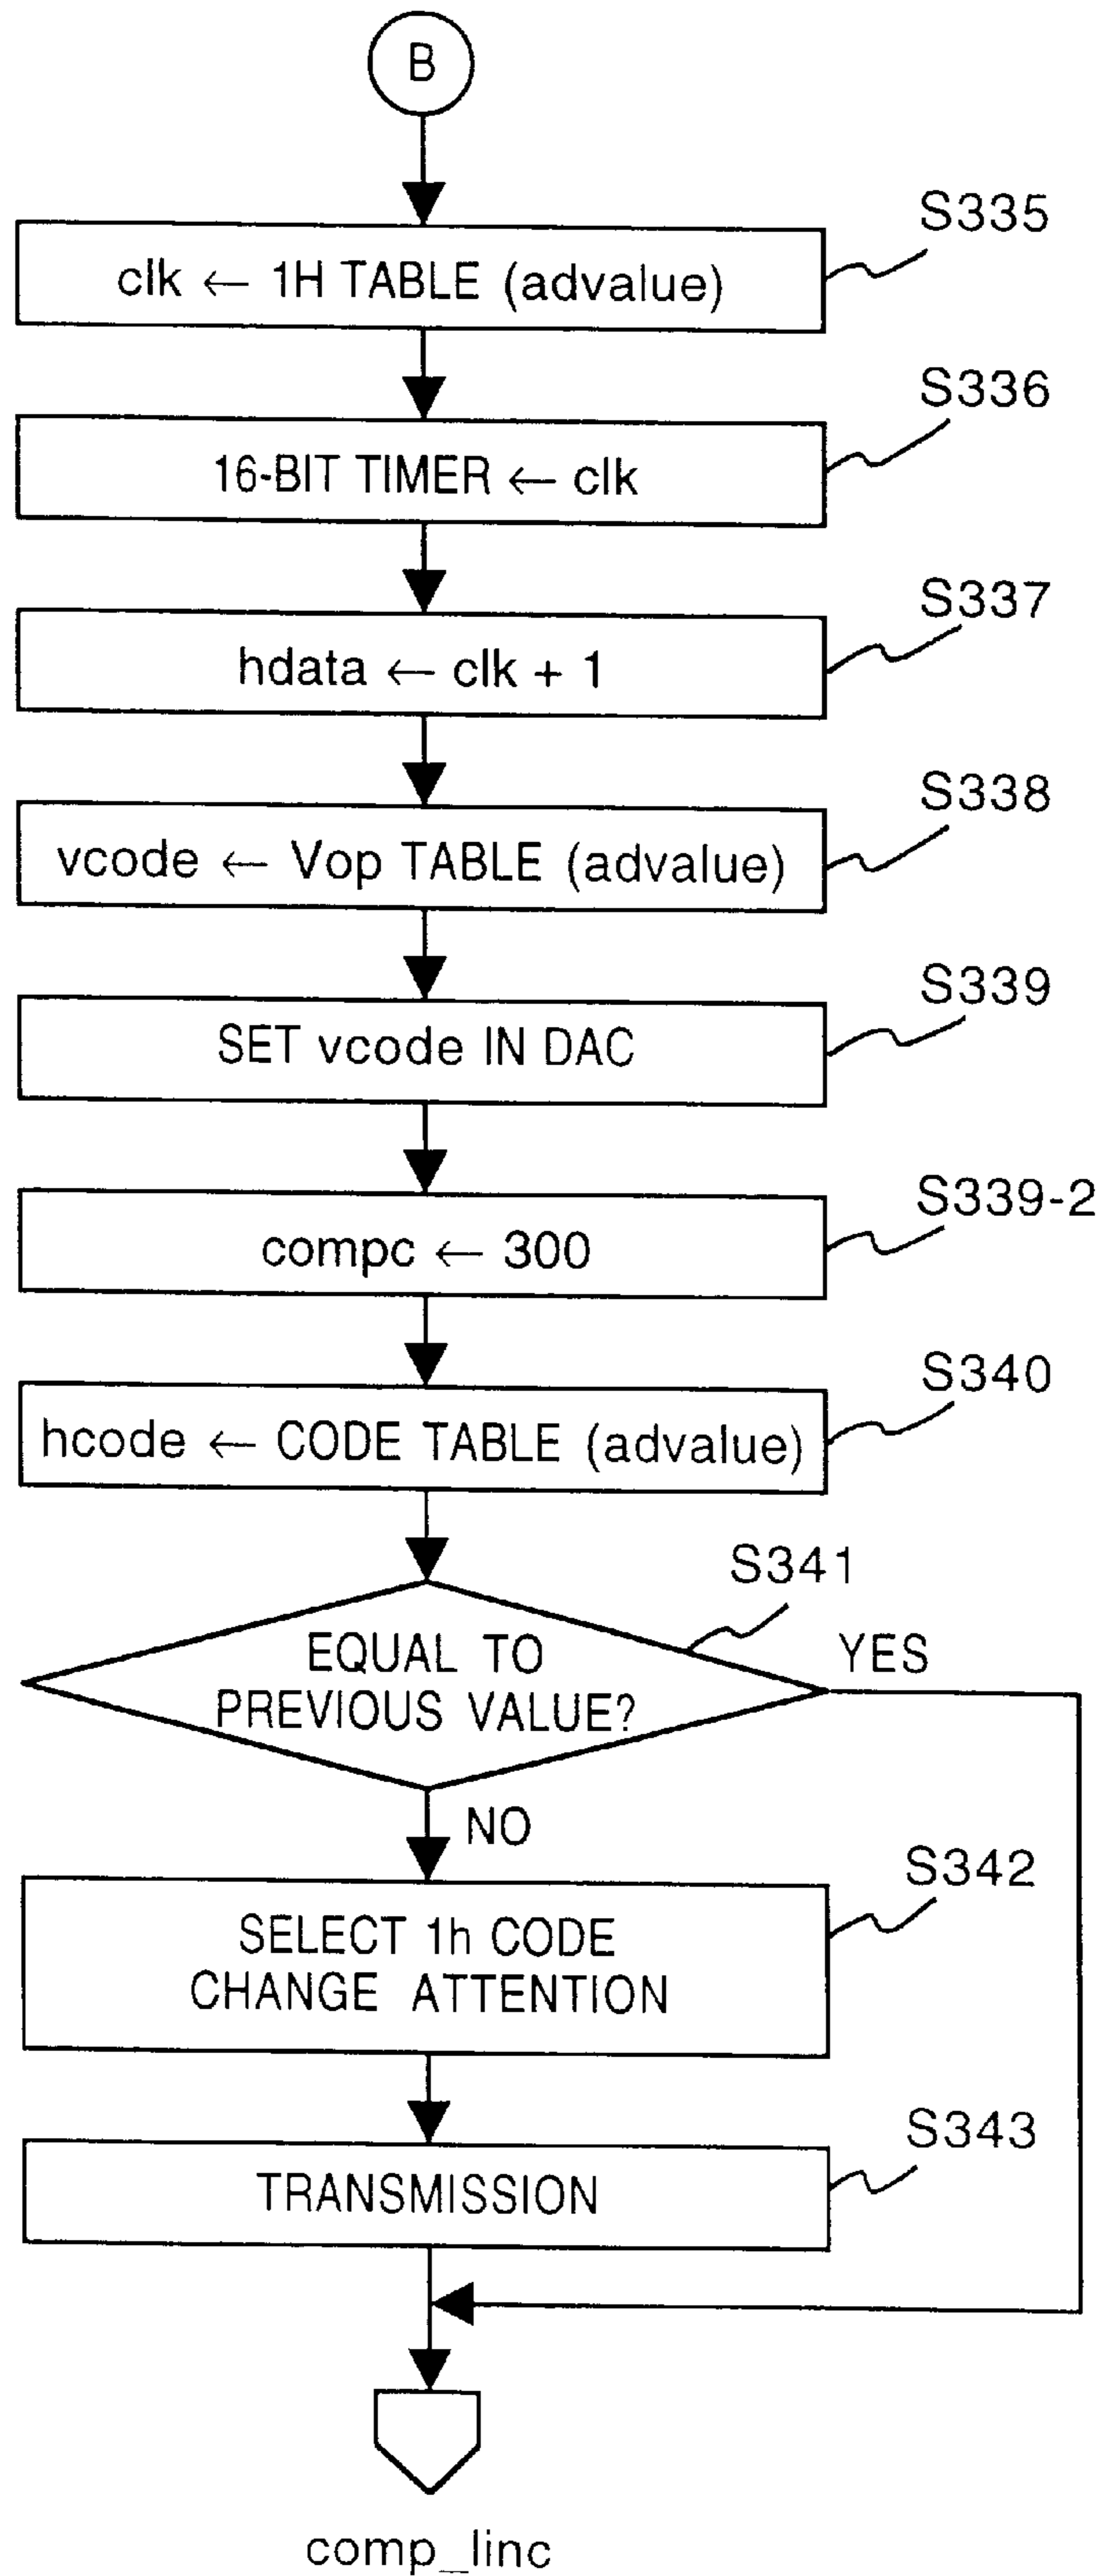 B
S335
clk ← 1H TABLE (advalue)
S336
16-BIT TIMER ← clk
S337
hdata ← clk + 1
S338
vcode ← Vop TABLE (advalue)
S339
SET vcode IN DAC
S339-2
compc ← 300
S340
hcode ← CODE TABLE (advalue)
S341
EQUAL TO
PREVIOUS VALUE?
YES
NO
S342
SELECT 1h CODE
CHANGE ATTENTION
S343
TRANSMISSION
comp_linc